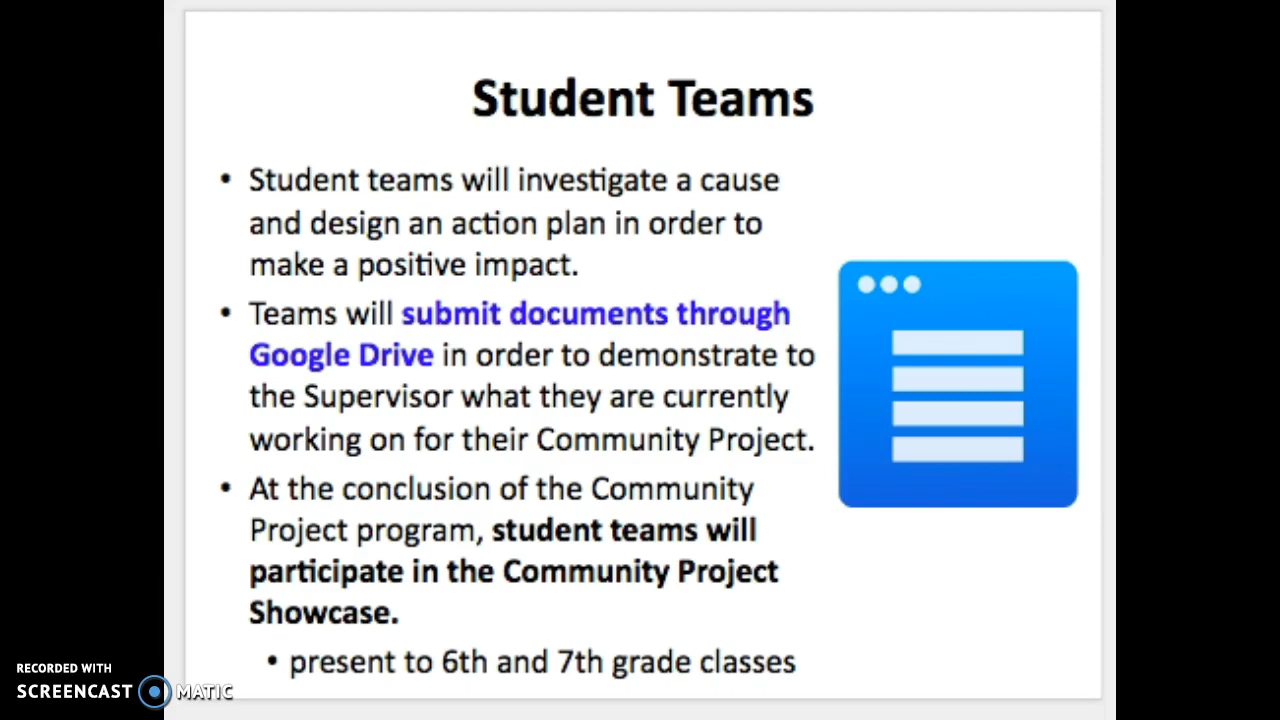 Student Teams
• Student teams will investigate a cause
and design an action plan in order to
make a positive impact.
• Teams will submit documents through
Google Drive in order to demonstrate to
the Supervisor what they are currently
working on for their Community Project.
• At the conclusion of the Community
Project program, student teams will
participate in the Community Project
Showcase.
• present to 6th and 7th grade classes
RECORDED WITH
SCREENCAST MATIC